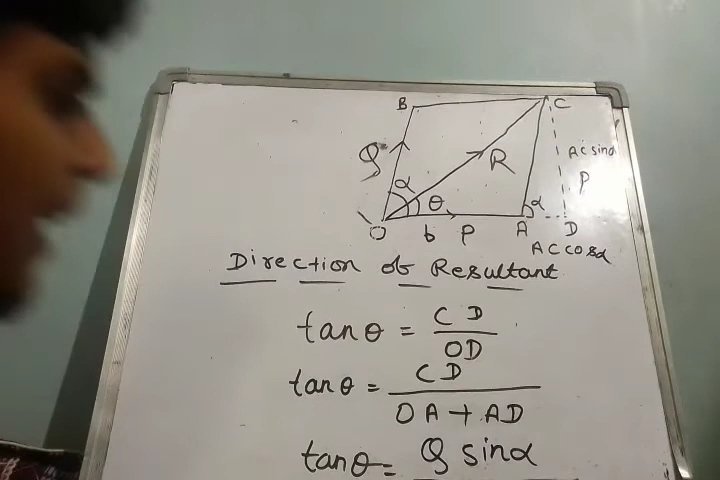 B C
Q R AC sinα
α θ α P
O b P A D
AC cosα
Direction of Resultant
tanθ = CD / OD
tanθ = CD / OA + AD
tanθ = Q sinα